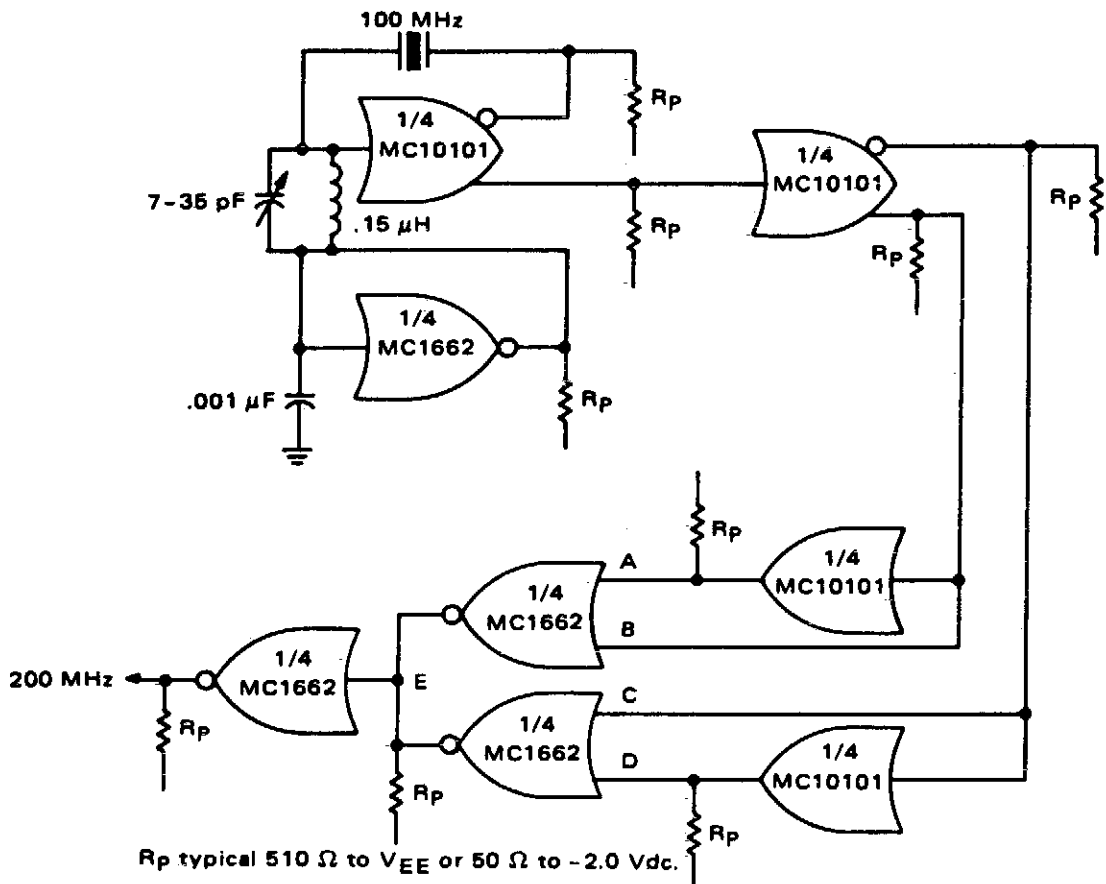 100 MHz
Rp
1/4
MC10101
1/4
MC10101
7-35 pF
.15 μH
Rp
Rp
Rp
1/4
MC1662
.001 μF
Rp
Rp
A
1/4
MC10101
1/4
MC1662
B
200 MHz
1/4
MC1662
E
C
Rp
1/4
MC1662
D
1/4
MC10101
Rp
Rp
Rp typical 510 Ω to VEE or 50 Ω to -2.0 Vdc.